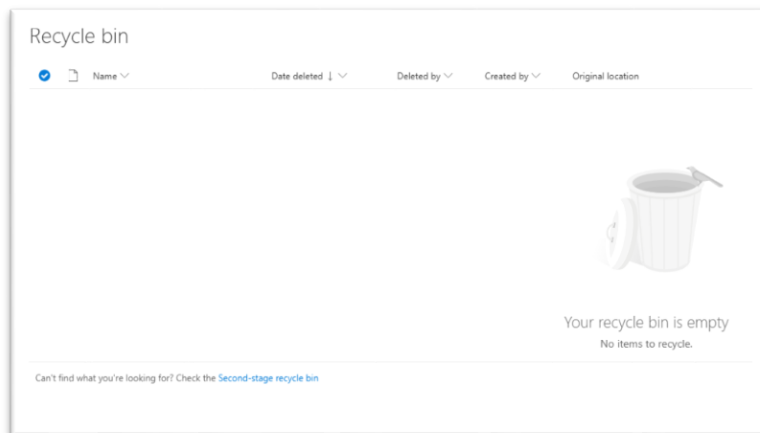 Recycle bin
Name Date deleted ↓ Deleted by Created by Original location
Your recycle bin is empty
No items to recycle.
Can't find what you're looking for? Check the Second-stage recycle bin